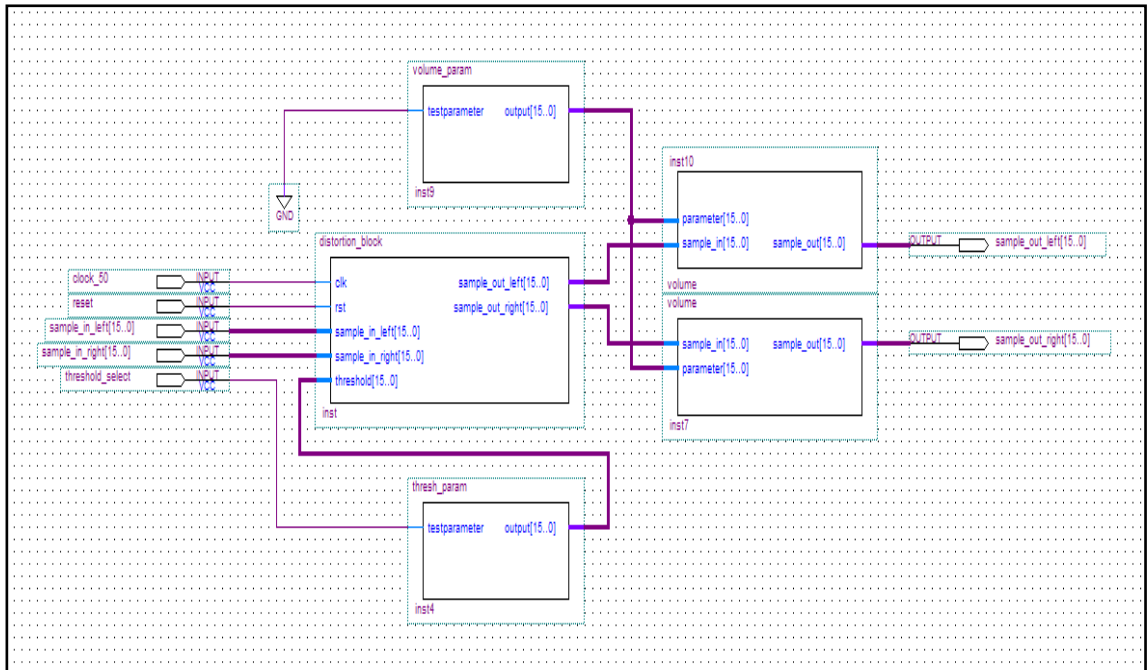 volume_param
testparameter output[15..0]
inst9
GND
inst10
parameter[15..0]
sample_in[15..0] sample_out[15..0]
volume
OUTPUT sample_out_left[15..0]
distortion_block
clk sample_out_left[15..0]
rst sample_out_right[15..0]
sample_in_left[15..0]
sample_in_right[15..0]
threshold[15..0]
inst
clock_50 INPUT VCC
reset INPUT VCC
sample_in_left[15..0] INPUT VCC
sample_in_right[15..0] INPUT VCC
threshold_select INPUT VCC
volume
sample_in[15..0] sample_out[15..0]
parameter[15..0]
inst7
OUTPUT sample_out_right[15..0]
thresh_param
testparameter output[15..0]
inst4